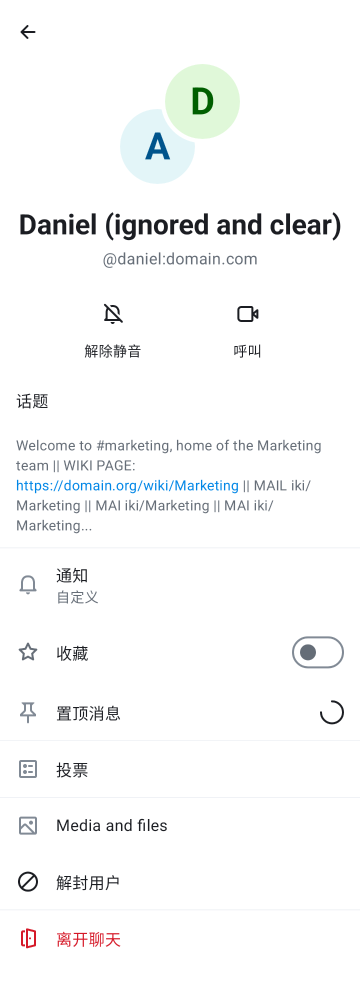 D
A
Daniel (ignored and clear)
@daniel:domain.com
解除静音
呼叫
话题
Welcome to #marketing, home of the Marketing
team || WIKI PAGE:
https://domain.org/wiki/Marketing || MAIL iki/
Marketing || MAI iki/Marketing || MAI iki/
Marketing...
通知
自定义
收藏
置顶消息
投票
Media and files
解封用户
离开聊天